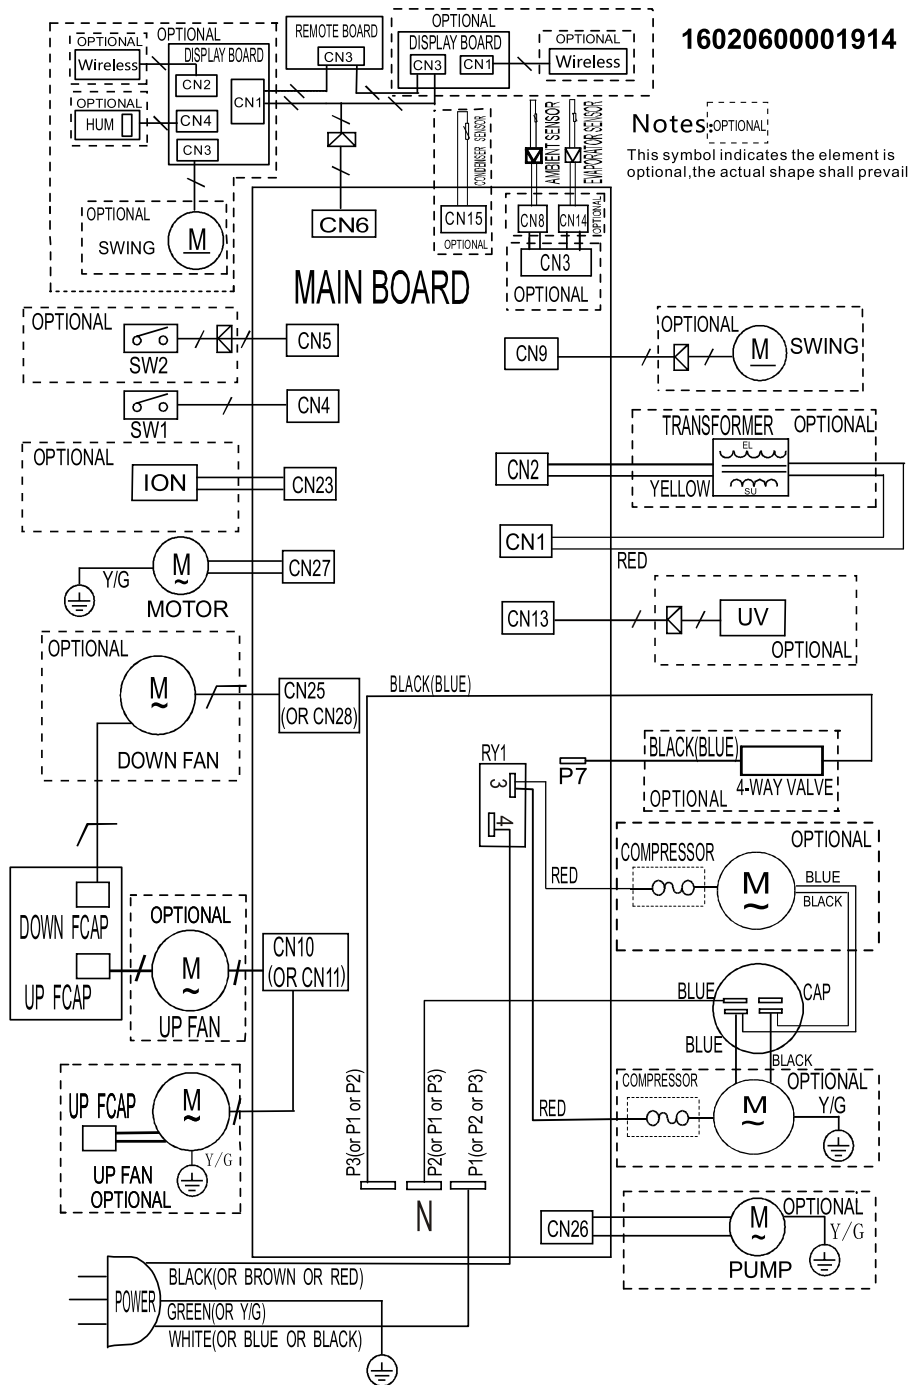 16020600001914
Notes: OPTIONAL
This symbol indicates the element is
optional,the actual shape shall prevail
OPTIONAL
OPTIONAL
Wireless
DISPLAY BOARD
CN2
CN1
OPTIONAL
HUM
CN4
CN3
OPTIONAL
SWING
M
REMOTE BOARD
CN3
OPTIONAL
DISPLAY BOARD
CN3
CN1
OPTIONAL
Wireless
CN6
CONDENSER SENSOR
CN15
OPTIONAL
AMBIENT SENSOR
EVAPORATOR SENSOR
CN8
CN14
OPTIONAL
CN3
OPTIONAL
MAIN BOARD
OPTIONAL
SW2
CN5
SW1
CN4
OPTIONAL
ION
CN23
M
~
Y/G
MOTOR
CN27
OPTIONAL
M
~
DOWN FAN
CN25
(OR CN28)
DOWN FCAP
UP FCAP
OPTIONAL
M
~
UP FAN
CN10
(OR CN11)
UP FCAP
M
~
Y/G
UP FAN
OPTIONAL
CN9
OPTIONAL
M
SWING
TRANSFORMER
OPTIONAL
EL
SU
YELLOW
CN2
CN1
RED
CN13
UV
OPTIONAL
BLACK(BLUE)
RY1
3
4
P7
BLACK(BLUE)
4-WAY VALVE
OPTIONAL
OPTIONAL
COMPRESSOR
M
~
RED
BLUE
BLACK
BLUE
CAP
BLUE
BLACK
COMPRESSOR
OPTIONAL
M
~
Y/G
RED
P3(or P1 or P2)
P2(or P1 or P3)
P1(or P2 or P3)
N
CN26
OPTIONAL
M
~
Y/G
PUMP
POWER
BLACK(OR BROWN OR RED)
GREEN(OR Y/G)
WHITE(OR BLUE OR BLACK)